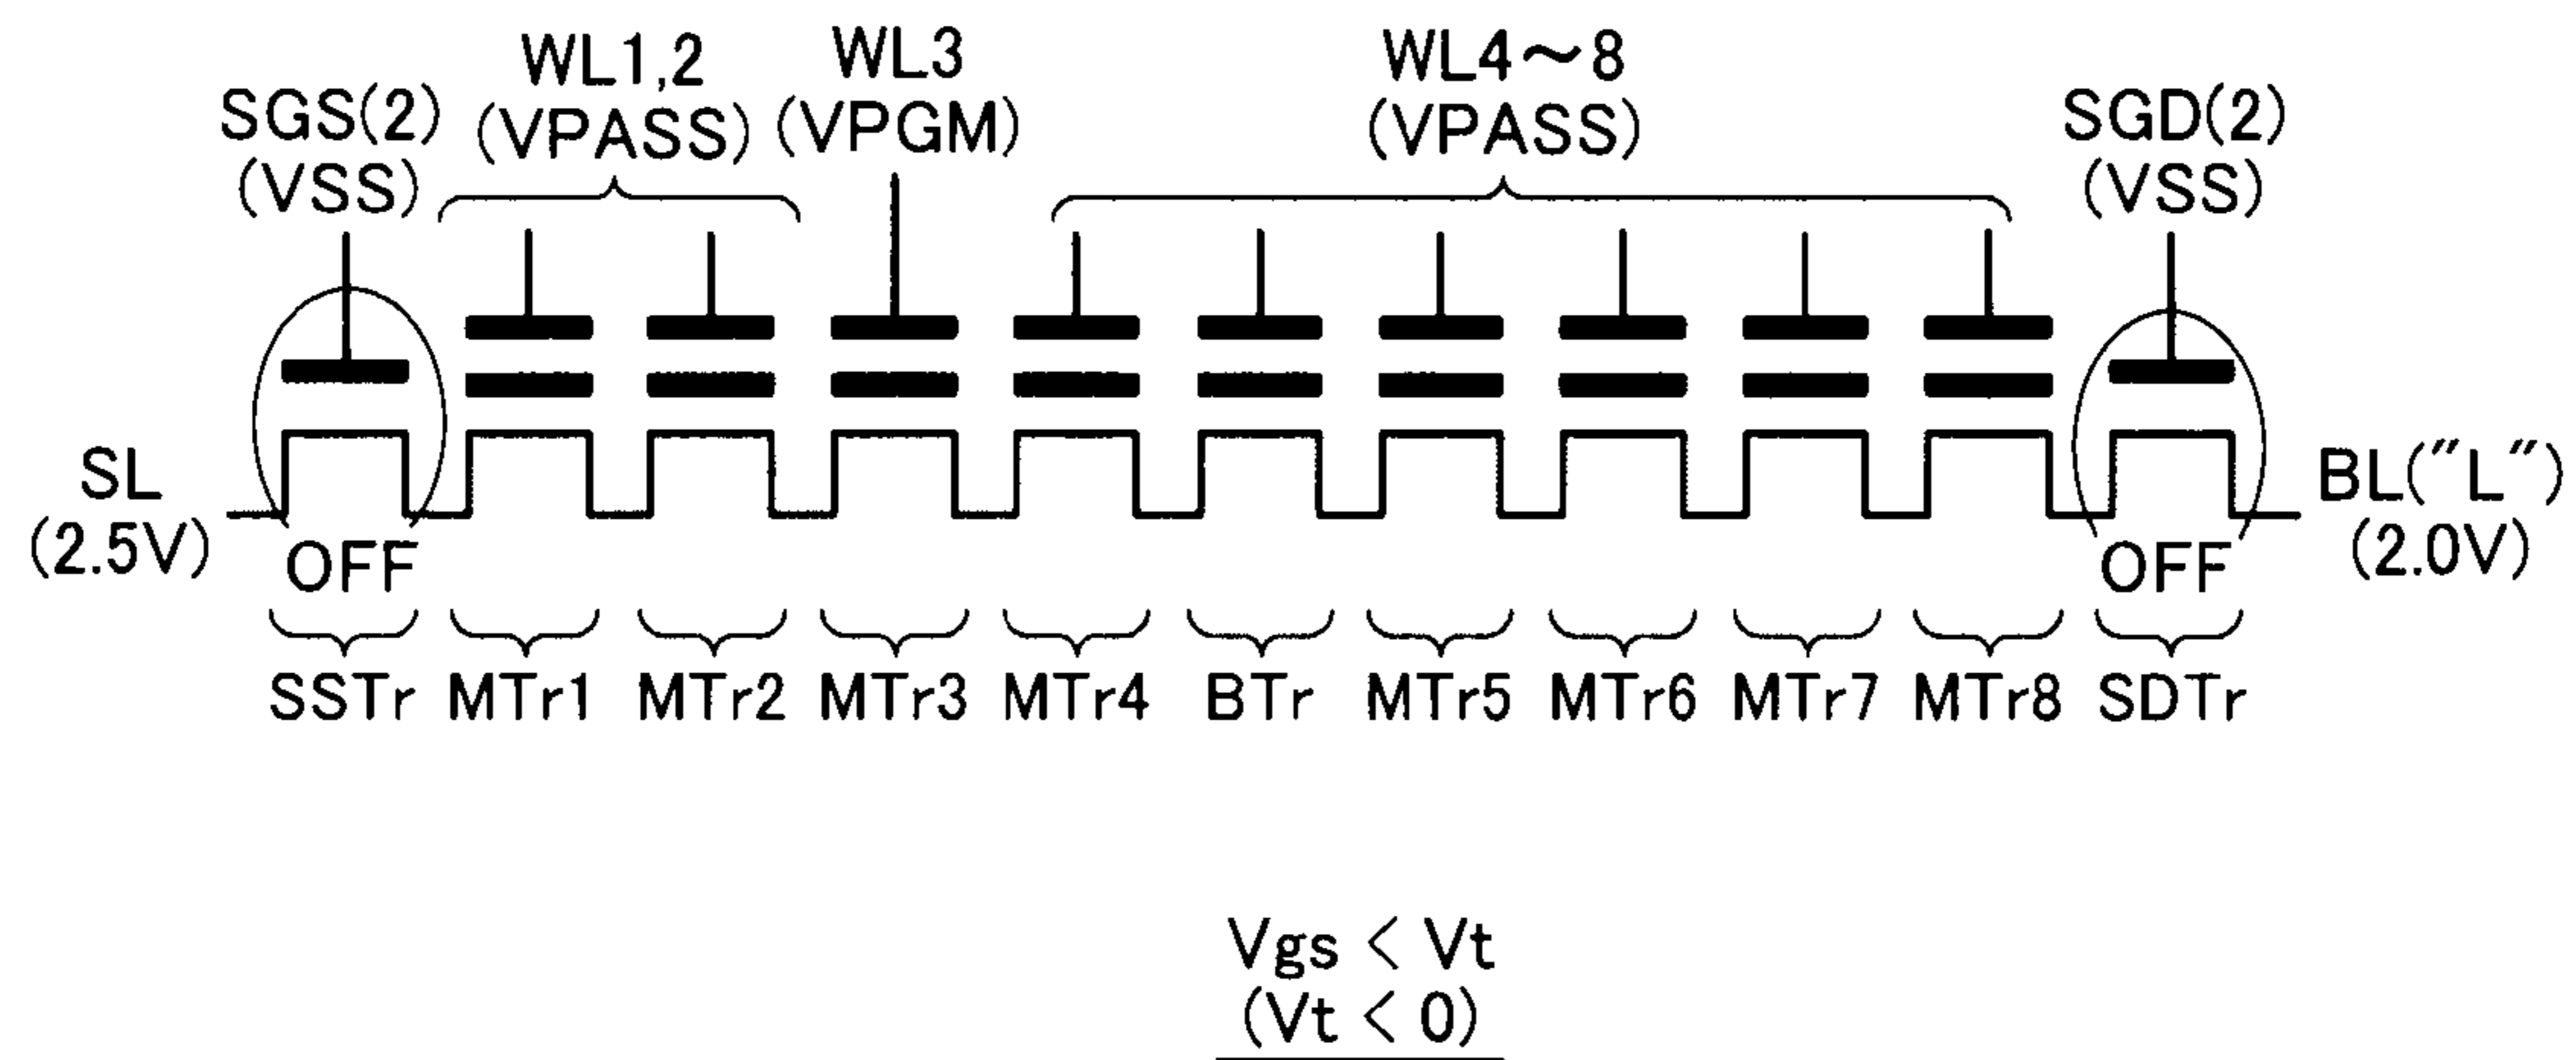 SGS(2)
(VSS)
WL1,2
(VPASS)
WL3
(VPGM)
WL4～8
(VPASS)
SGD(2)
(VSS)
SL
(2.5V)
OFF
OFF
BL("L")
(2.0V)
SSTr MTr1 MTr2 MTr3 MTr4 BTr MTr5 MTr6 MTr7 MTr8 SDTr
Vgs < Vt
(Vt < 0)